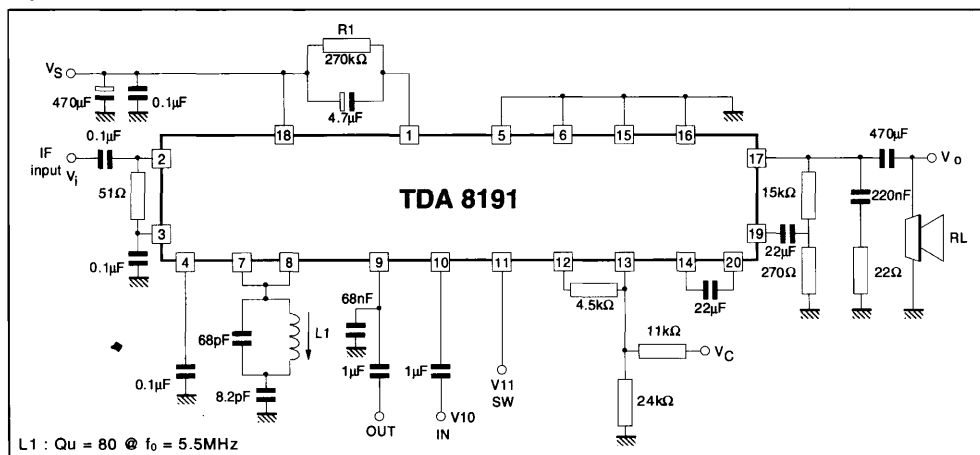 R1
270kΩ
4.7µF
VS
470µF
0.1µF
18
1
5
6
15
16
0.1µF
IF
input
Vi
2
51Ω
3
0.1µF
TDA 8191
17
470µF
Vo
15kΩ
220nF
19
22µF
270Ω
22Ω
RL
4
7
8
9
10
11
12
13
14
20
0.1µF
68pF
L1
8.2pF
68nF
1µF
1µF
OUT
V10
IN
V11
SW
4.5kΩ
22µF
11kΩ
VC
24kΩ
L1 : Qu = 80 @ f0 = 5.5MHz